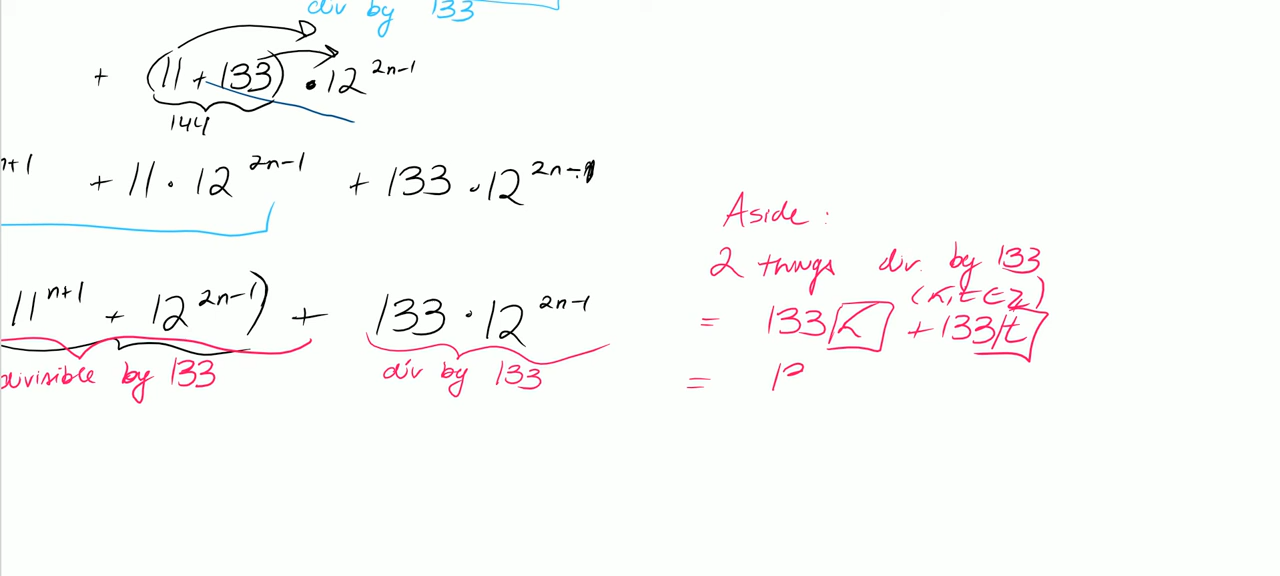 div by 133
+ (11 + 133) · 12^{2n-1}
144
n+1 + 11 · 12^{2n-1} + 133 · 12^{2n-1}
11^{n+1} + 12^{2n-1}) + 133 · 12^{2n-1}
divisible by 133 div by 133
Aside:
2 things div. by 133
(k, t ∈ Z)
= 133k + 133t
= 13